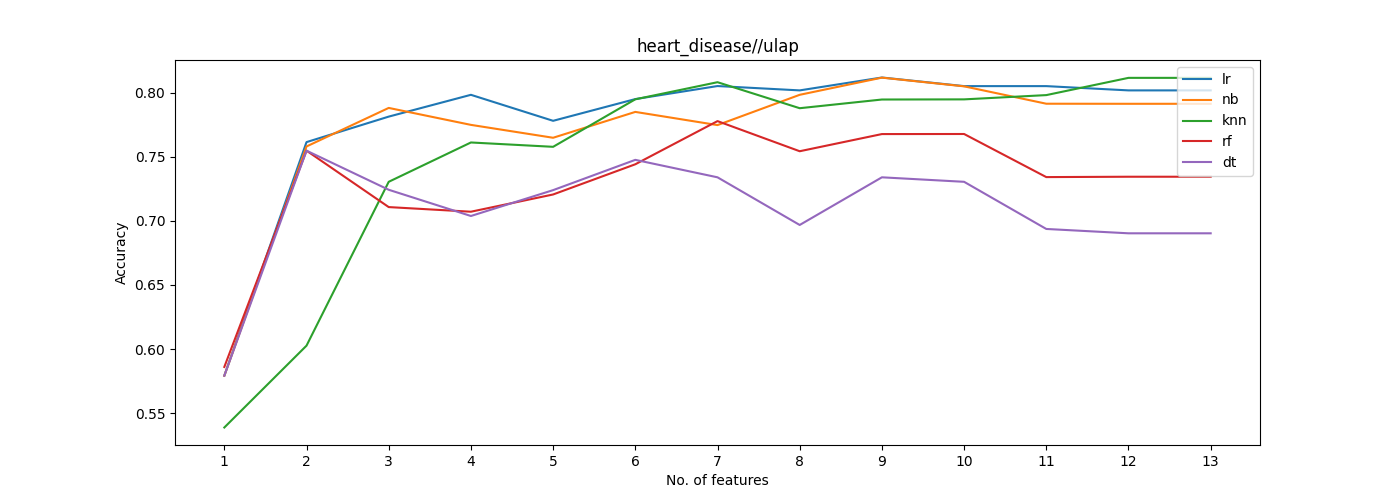 heart_disease//ulap
Accuracy
0.80
0.75
0.70
0.65
0.60
0.55
lr
nb
knn
rf
dt
1 2 3 4 5 6 7 8 9 10 11 12 13
No. of features